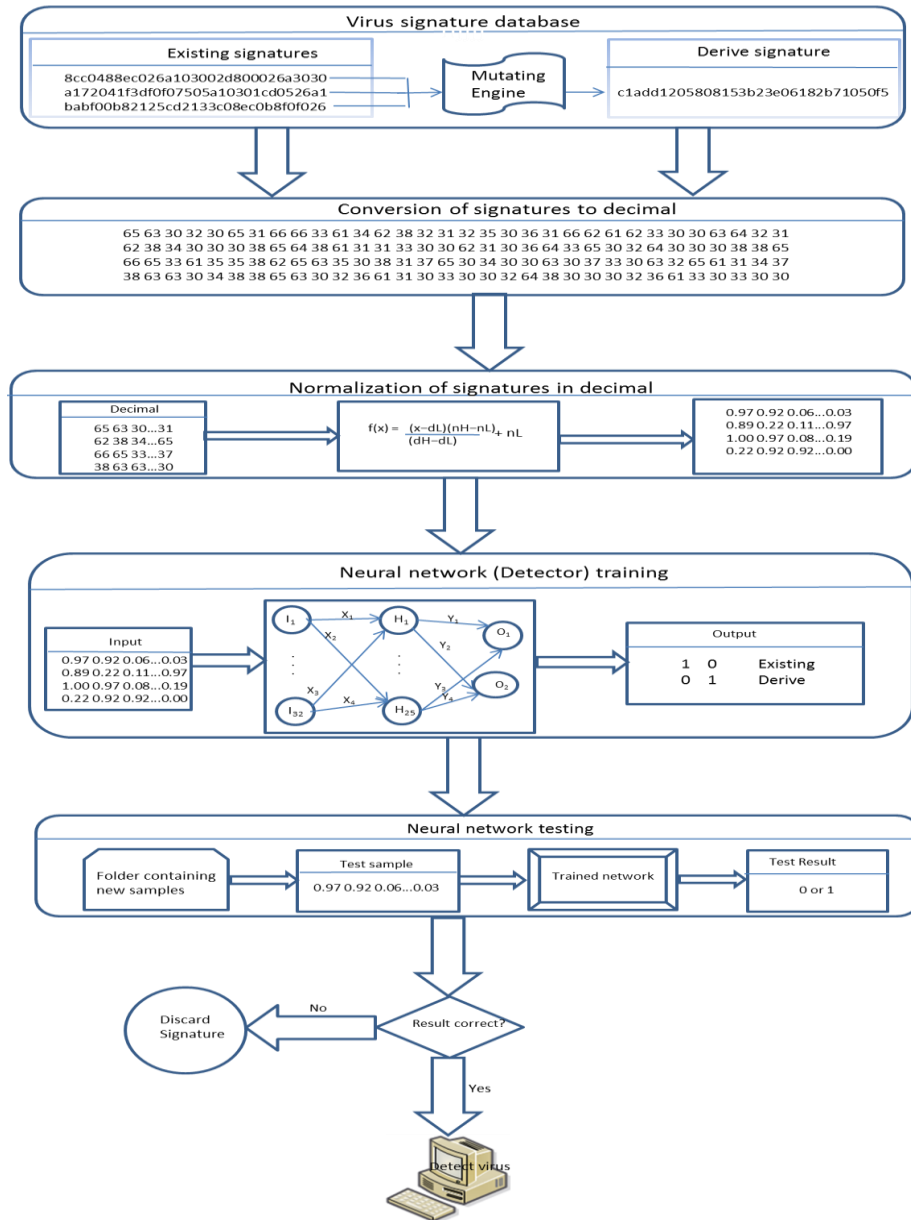 Virus signature database
Existing signatures
8cc0488ec026a103002d800026a3030
a172041f3df0f07505a10301cd0526a1
babf00b82125cd2133c08ec0b8f0f026
Mutating
Engine
Derive signature
c1add1205808153b23e06182b71050f5
Conversion of signatures to decimal
65 63 30 32 30 65 31 66 66 33 61 34 62 38 32 31 32 35 30 36 31 66 62 61 62 33 30 30 63 64 32 31
62 38 34 30 30 30 38 65 64 38 61 31 31 33 30 30 62 31 30 36 64 33 65 30 32 64 30 30 30 38 38 65
66 65 33 61 35 35 38 62 65 63 35 30 38 31 37 65 30 34 30 30 63 30 37 33 30 63 32 65 61 31 34 37
38 63 63 30 34 38 38 65 63 30 32 36 61 31 30 33 30 30 32 64 38 30 30 30 32 36 61 33 30 33 30 30
Normalization of signatures in decimal
Decimal
65 63 30...31
62 38 34...65
66 65 33...37
38 63 63...30
f(x) = (x-dL)(nH-nL) + nL
(dH-dL)
0.97 0.92 0.06...0.03
0.89 0.22 0.11...0.97
1.00 0.97 0.08...0.19
0.22 0.92 0.92...0.00
Neural network (Detector) training
Input
0.97 0.92 0.06...0.03
0.89 0.22 0.11...0.97
1.00 0.97 0.08...0.19
0.22 0.92 0.92...0.00
I1 X1 H1 Y1 O1
X2 Y2
X3 Y3 O2
I32 X4 H25 Y4
Output
1 0 Existing
0 1 Derive
Neural network testing
Folder containing
new samples
Test sample
0.97 0.92 0.06...0.03
Trained network
Test Result
0 or 1
Result correct?
No
Discard
Signature
Yes
Detect virus